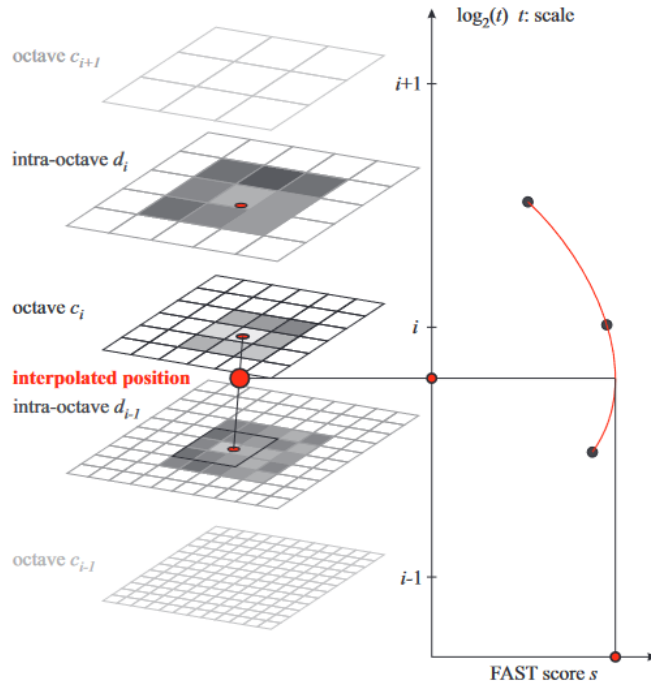 log₂(t) t: scale
octave cᵢ₊₁
i+1
intra-octave dᵢ
octave cᵢ
i
interpolated position
intra-octave dᵢ₋₁
octave cᵢ₋₁
i-1
FAST score s